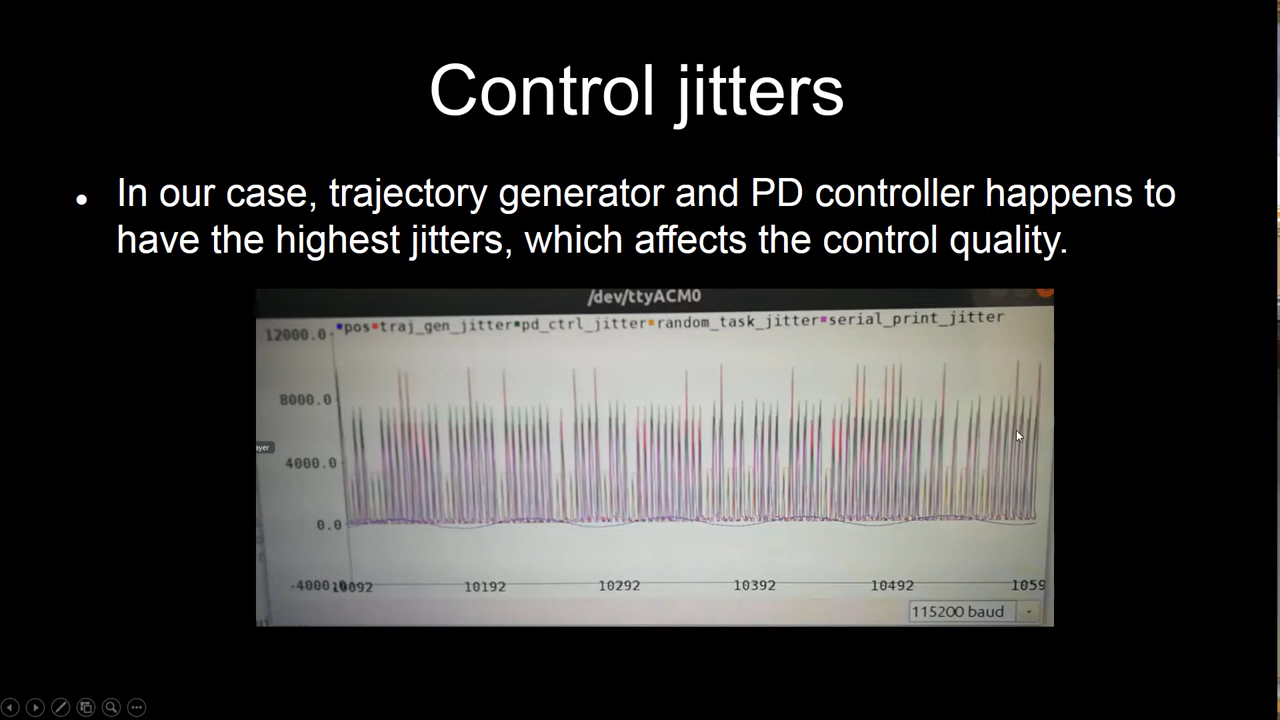 Control jitters
• In our case, trajectory generator and PD controller happens to
have the highest jitters, which affects the control quality.
/dev/ttyACM0
pos traj_gen_jitter pd_ctrl_jitter random_task_jitter serial_print_jitter
12000.0
8000.0
ayer
4000.0
0.0
-4000.0
10192 10292 10392 10492 1059
115200 baud